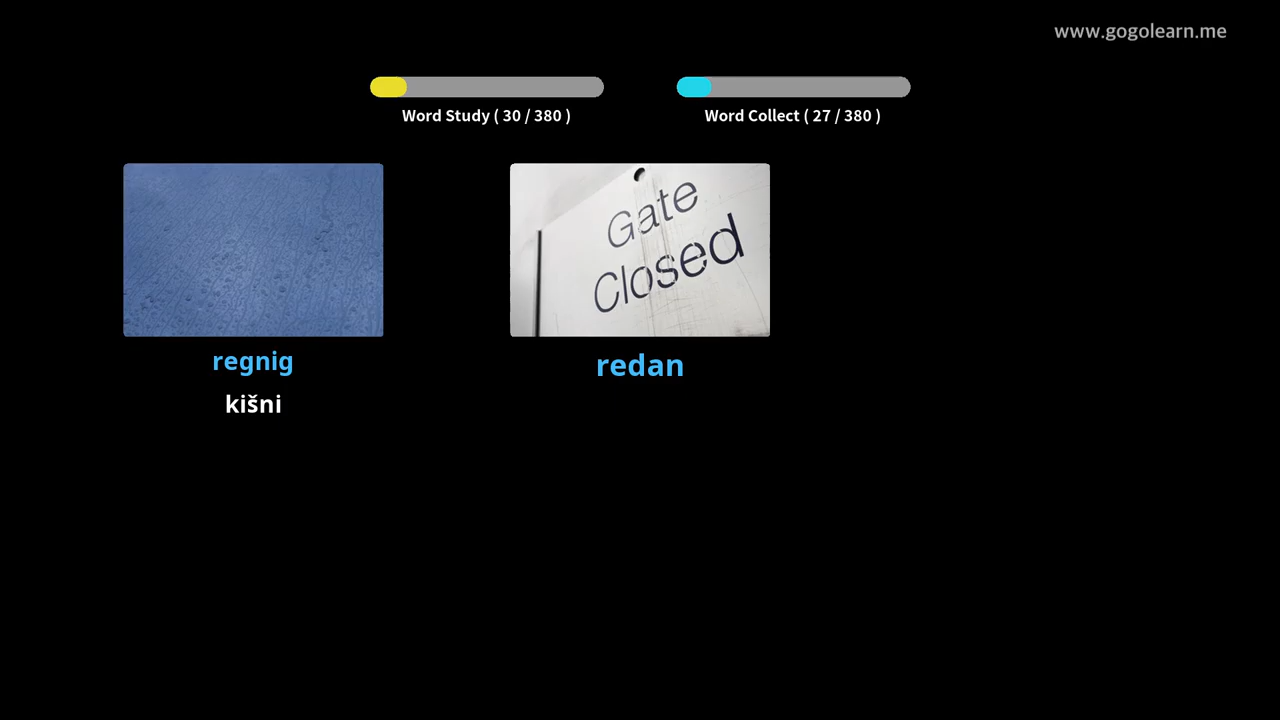 www.gogolearn.me
Word Study ( 30 / 380 )
Word Collect ( 27 / 380 )
Gate
Closed
regnig
redan
kišni